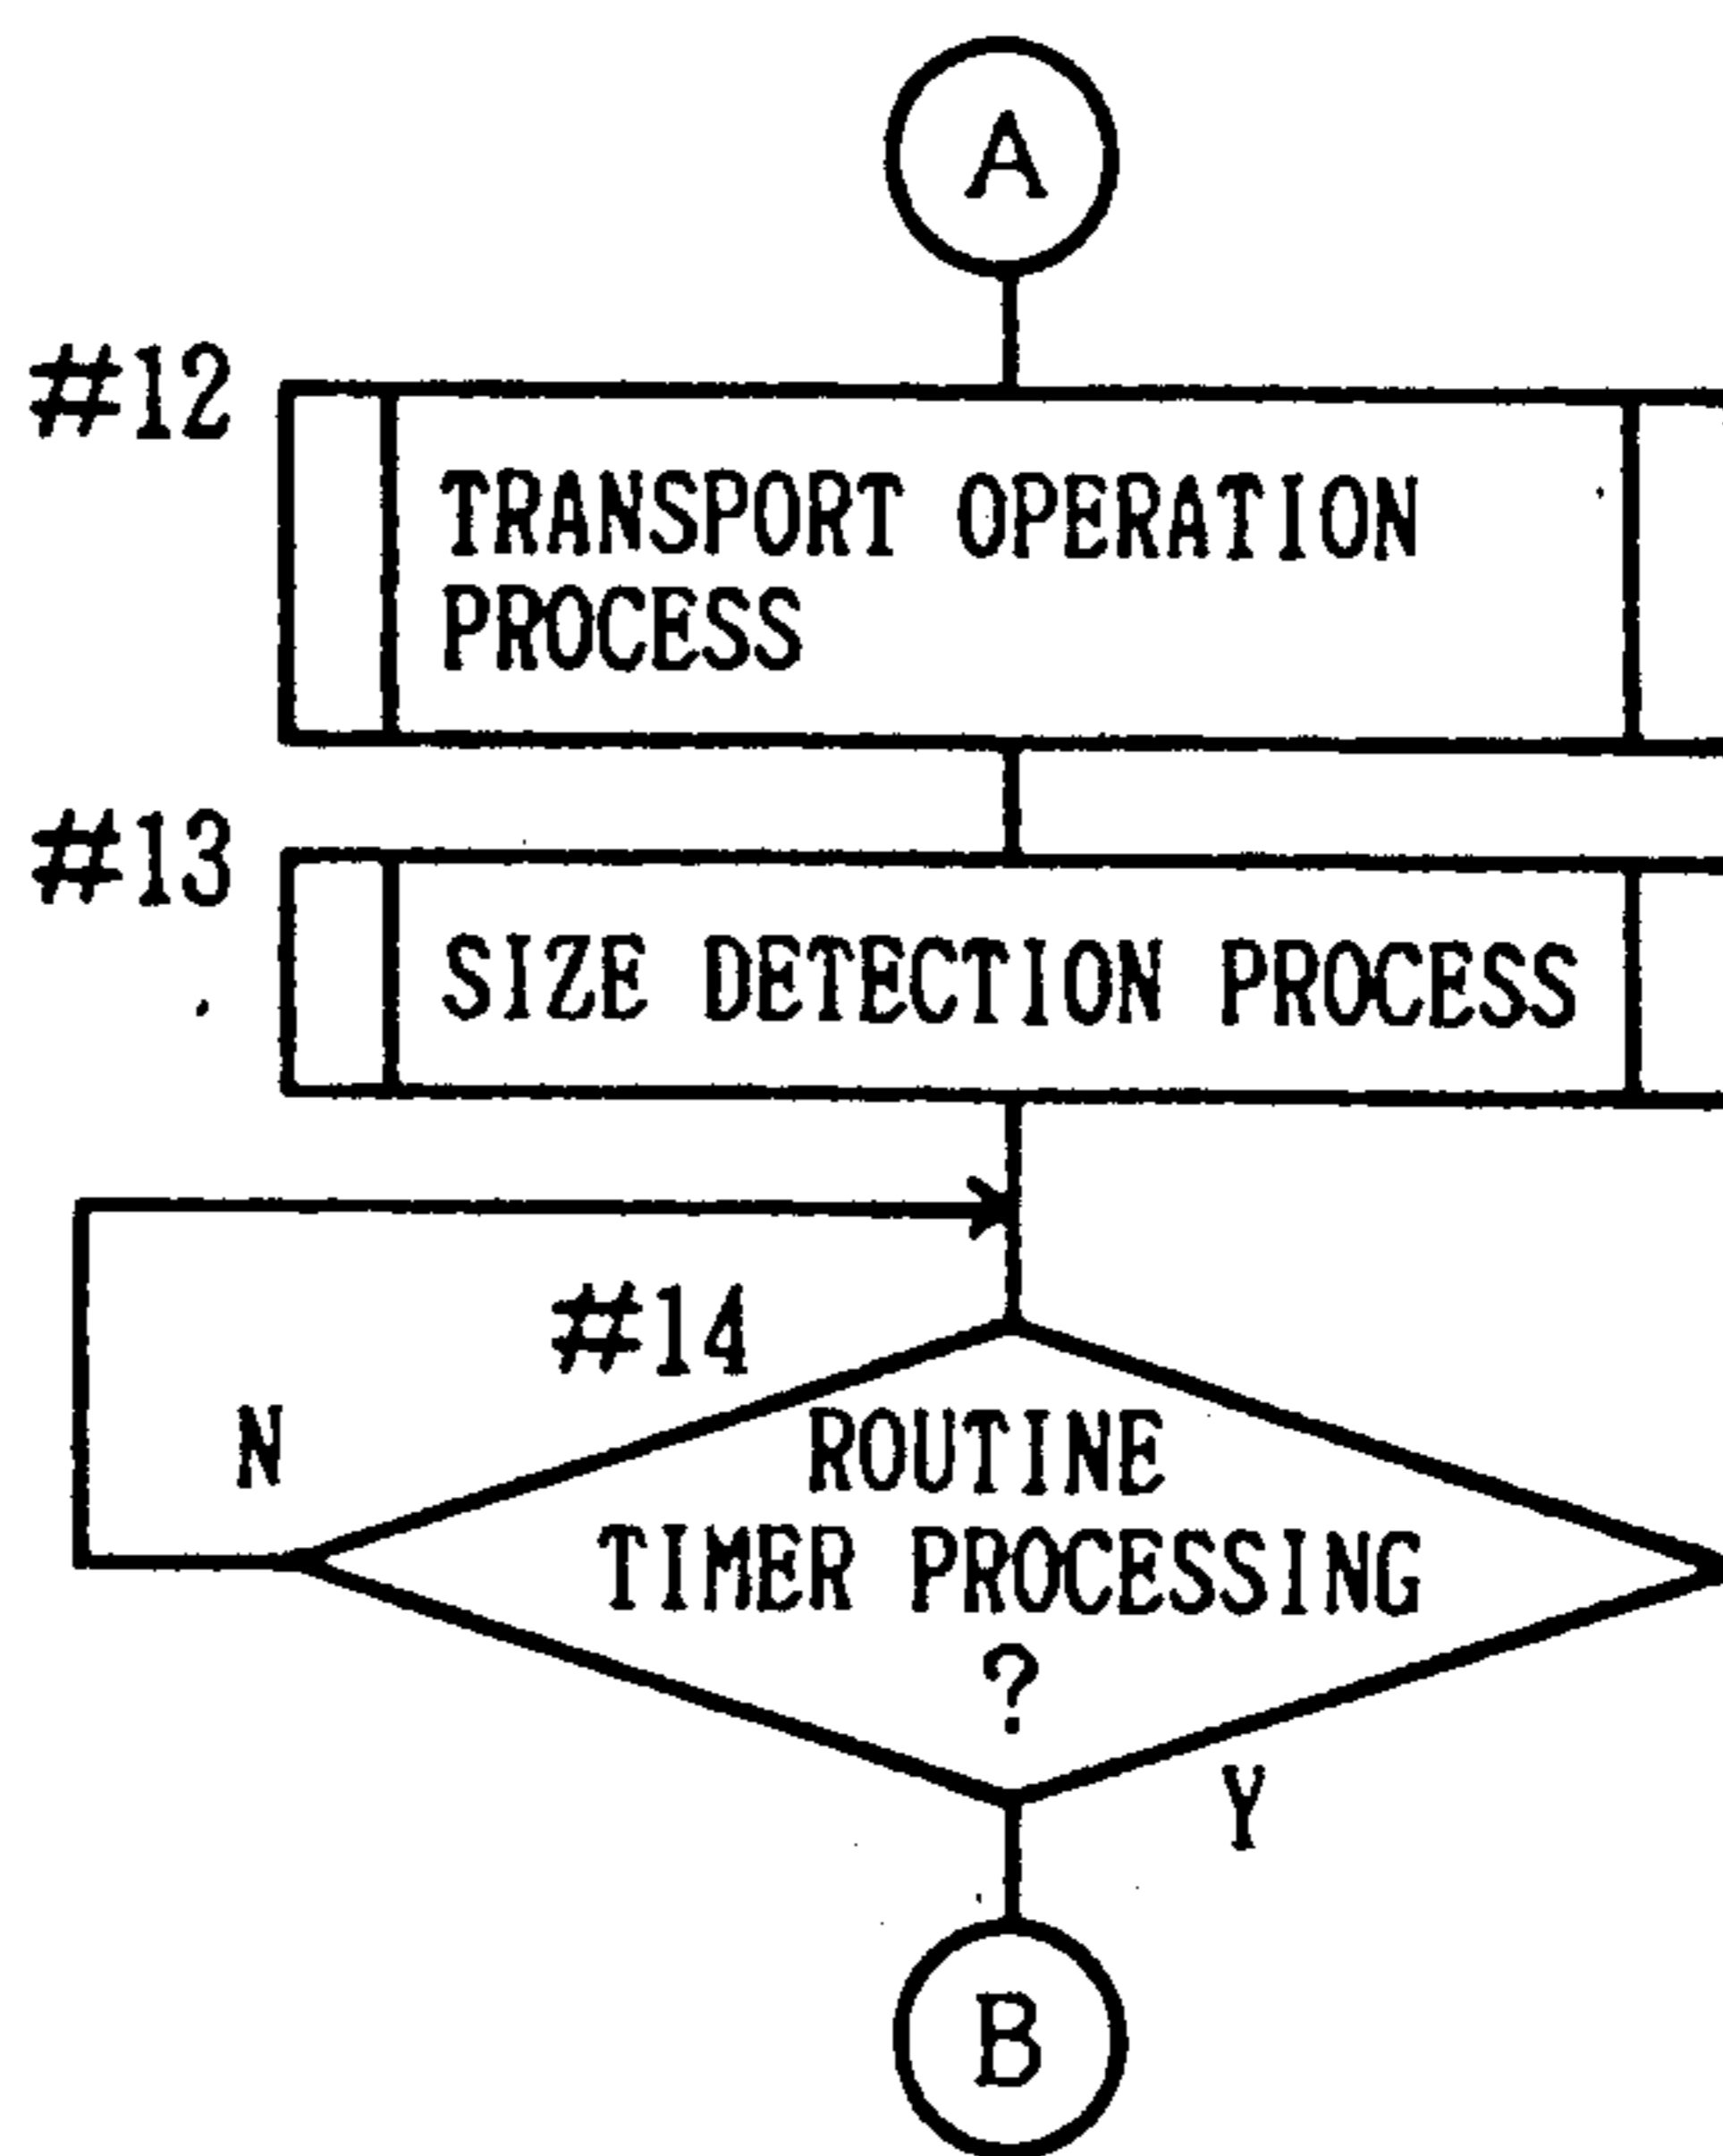 A
#12
TRANSPORT OPERATION
PROCESS
#13
SIZE DETECTION PROCESS
#14
N
ROUTINE
TIMER PROCESSING
?
Y
B